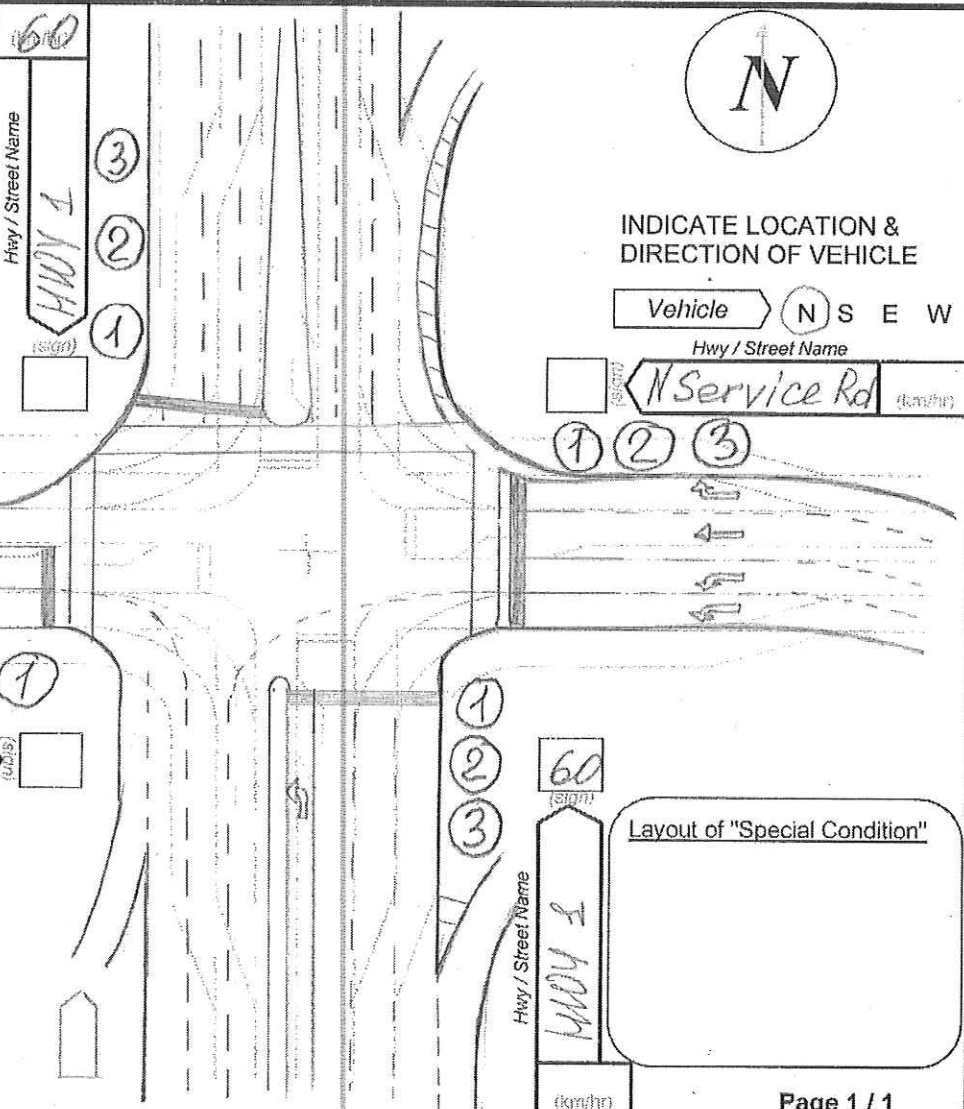 60
(km/hr)
Hwy / Street Name
HWY 1
(sign)
3
2
1
N
INDICATE LOCATION &
DIRECTION OF VEHICLE
Vehicle N S E W
Hwy / Street Name
(sign) N Service Rd (km/hr)
1 2 3
1
(sign)
1
2
3
60
(sign)
Hwy / Street Name
HWY 1
(km/hr)
Layout of "Special Condition"
Page 1 / 1